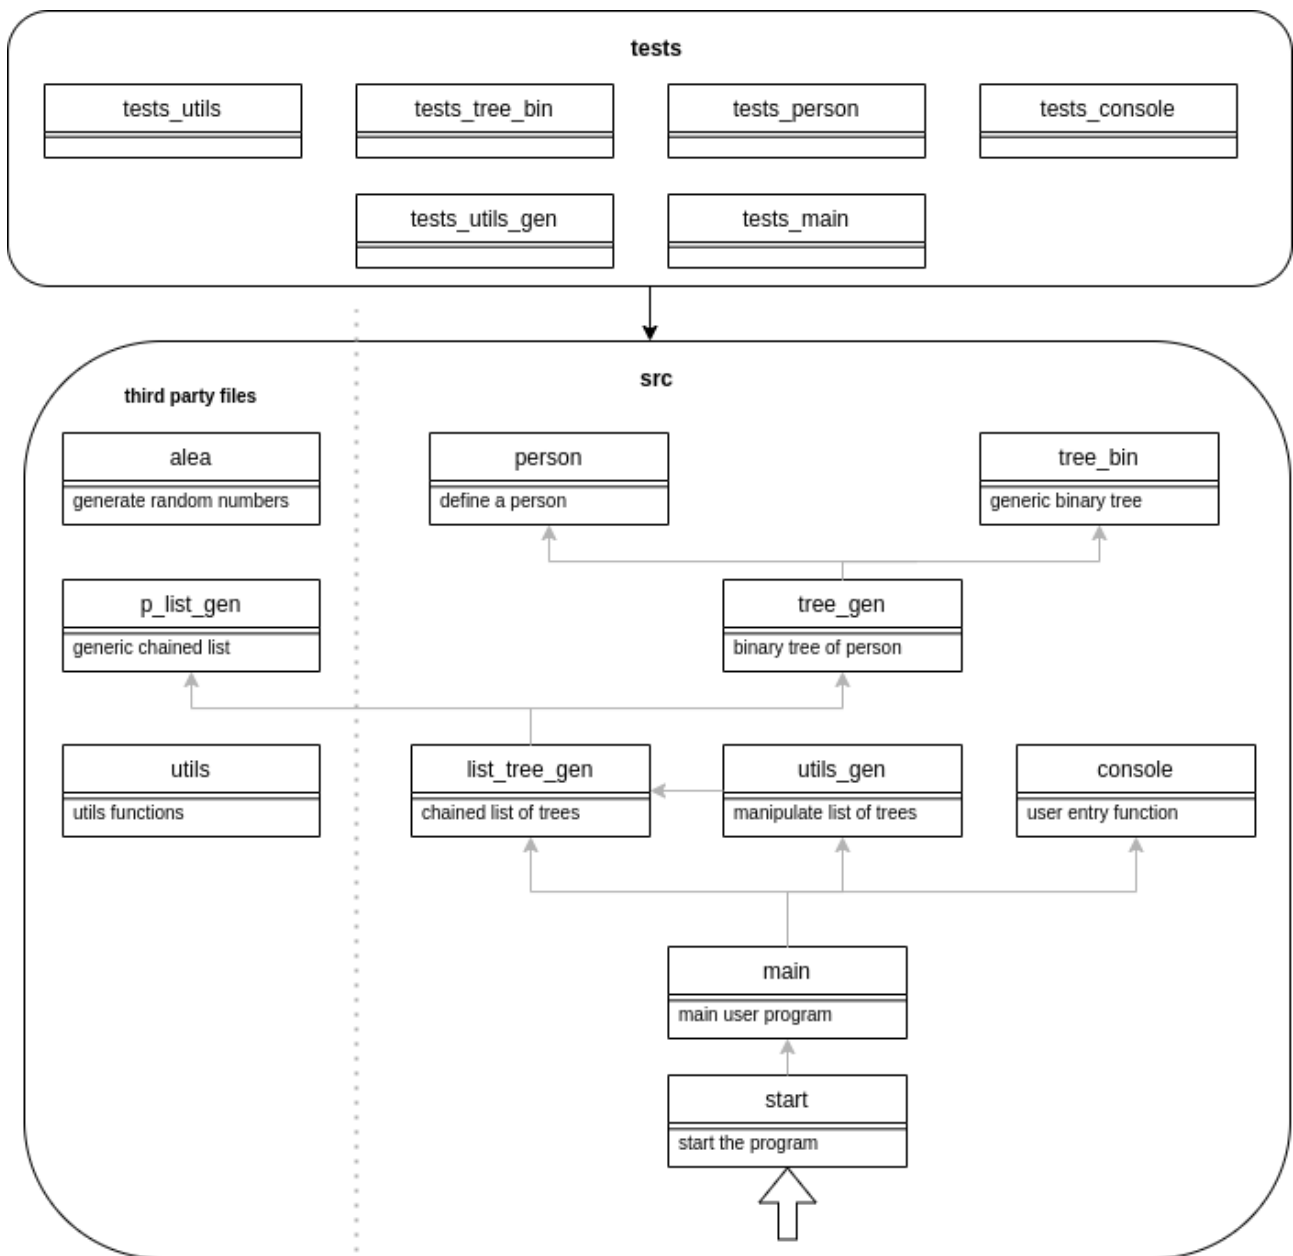 tests
tests_utils
tests_tree_bin
tests_person
tests_console
tests_utils_gen
tests_main
src
third party files
alea
generate random numbers
person
define a person
tree_bin
generic binary tree
p_list_gen
generic chained list
tree_gen
binary tree of person
utils
utils functions
list_tree_gen
chained list of trees
utils_gen
manipulate list of trees
console
user entry function
main
main user program
start
start the program